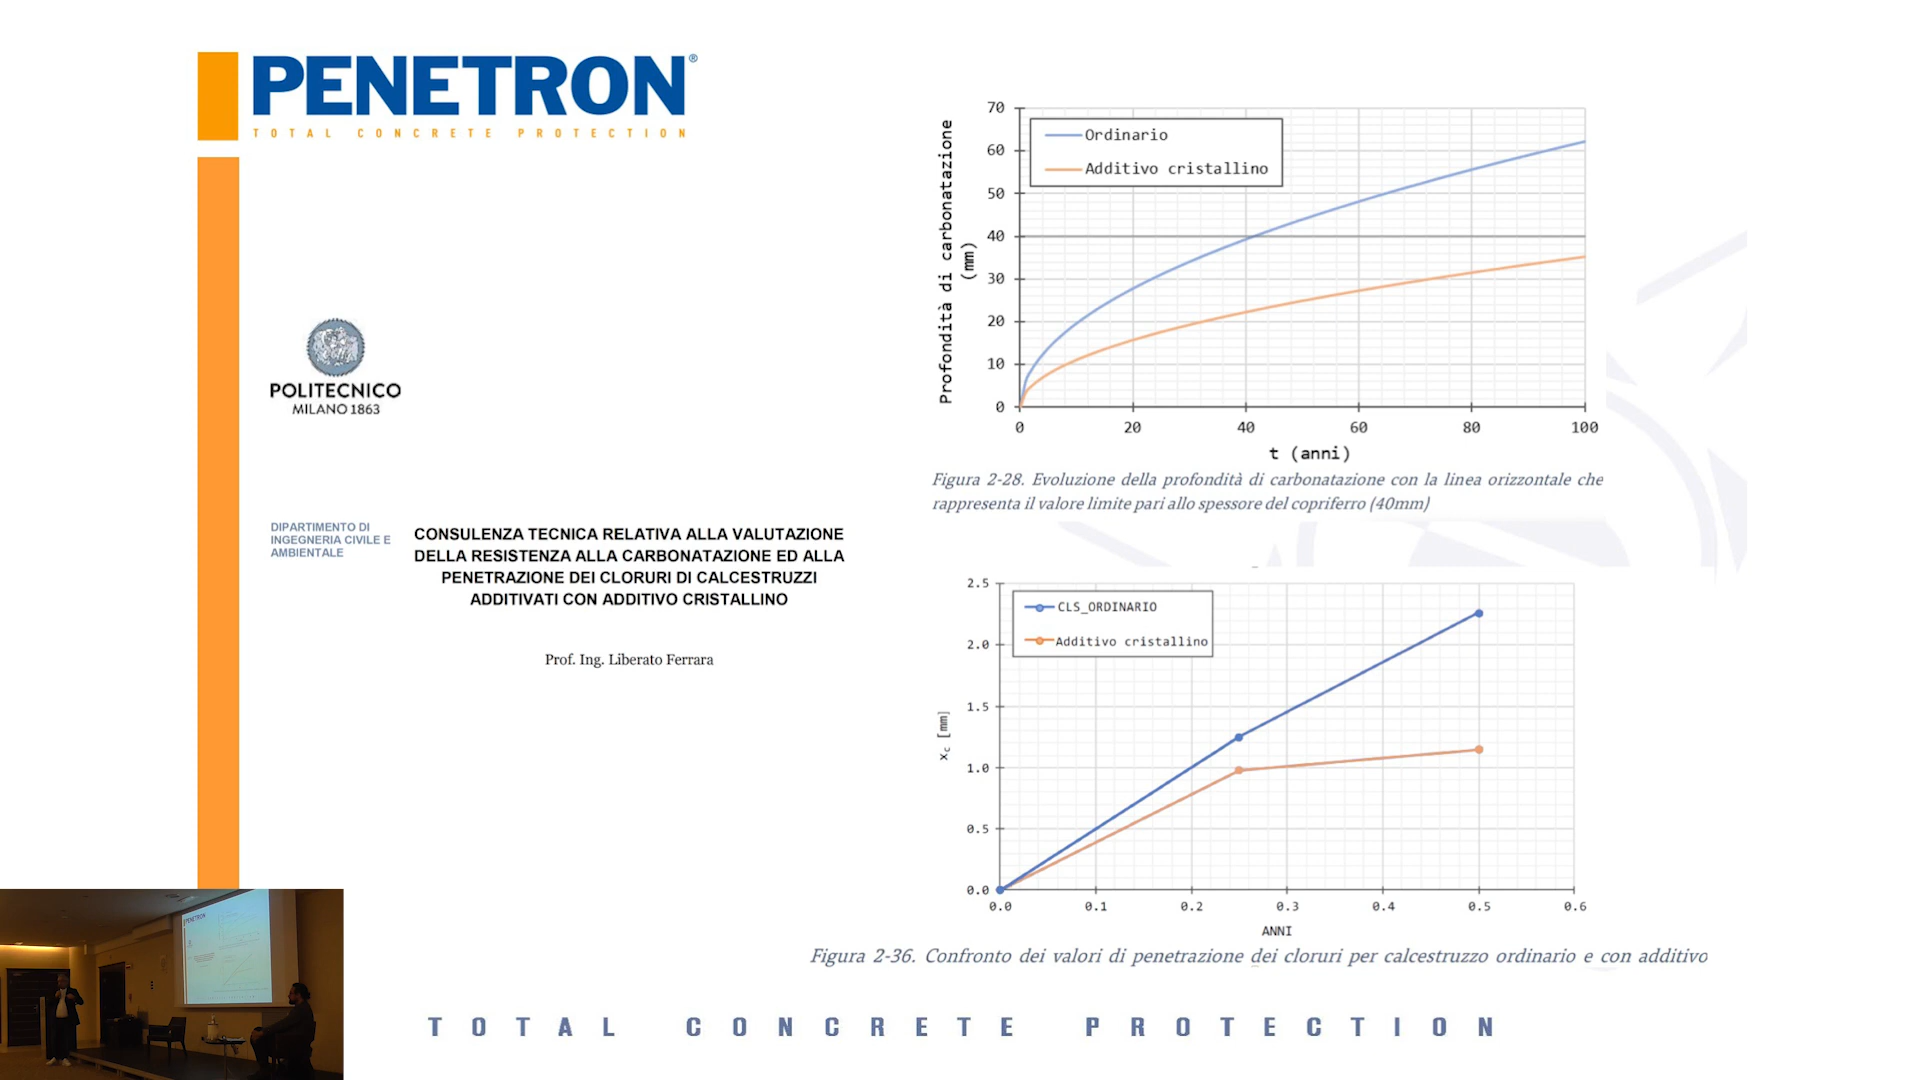 PENETRON®
TOTAL CONCRETE PROTECTION
POLITECNICO
MILANO 1863
DIPARTIMENTO DI
INGEGNERIA CIVILE E
AMBIENTALE
CONSULENZA TECNICA RELATIVA ALLA VALUTAZIONE
DELLA RESISTENZA ALLA CARBONATAZIONE ED ALLA
PENETRAZIONE DEI CLORURI DI CALCESTRUZZI
ADDITIVATI CON ADDITIVO CRISTALLINO
Prof. Ing. Liberato Ferrara
Profondità di carbonatazione
(mm)
70
60
50
40
30
20
10
0
Ordinario
Additivo cristallino
0 20 40 60 80 100
t (anni)
Figura 2-28. Evoluzione della profondità di carbonatazione con la linea orizzontale che
rappresenta il valore limite pari allo spessore del copriferro (40mm)
xc [mm]
2.5
2.0
1.5
1.0
0.5
0.0
CLS_ORDINARIO
Additivo cristallino
0.0 0.1 0.2 0.3 0.4 0.5 0.6
ANNI
Figura 2-36. Confronto dei valori di penetrazione dei cloruri per calcestruzzo ordinario e con additivo
TOTAL CONCRETE PROTECTION
PENETRON